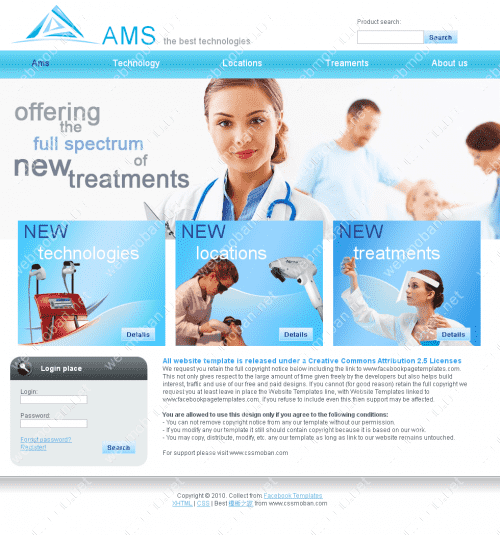 Product search:
AMS the best technologies
Search
Ams Technology Locations Treaments About us
offering
the
full spectrum
of
new
treatments
NEW
technologies
Details
NEW
locations
Details
NEW
treatments
Details
Login place
Login:
Password:
Forgot password?
Register!
Search
All website template is released under a Creative Commons Attribution 2.5 Licenses
We request you retain the full copyright notice below including the link to www.facebookpagetemplates.com.
This not only gives respect to the large amount of time given freely by the developers but also helps build
interest, traffic and use of our free and paid designs. If you cannot (for good reason) retain the full copyright we
request you at least leave in place the Website Templates line, with Website Templates linked to
www.facebookpagetemplates.com. If you refuse to include even this then support may be affected.
You are allowed to use this design only if you agree to the following conditions:
- You can not remove copyright notice from any our template without our permission.
- If you modify any our template it still should contain copyright because it is based on our work.
- You may copy, distribute, modify, etc. any our template as long as link to our website remains untouched.
For support please visit www.cssmoban.com
Copyright © 2010. Collect from Facebook Templates
XHTML | CSS | Best 模板之家 from www.cssmoban.com